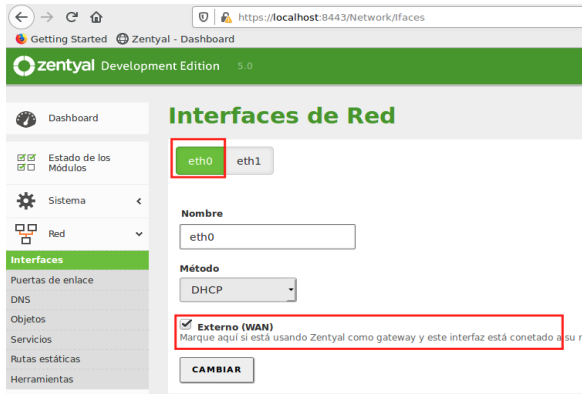 https://localhost:8443/Network/Ifaces
Getting Started Zentyal - Dashboard
zentyal Development Edition 5.0
Dashboard
Estado de los
Módulos
Sistema
Red
Interfaces
Puertas de enlace
DNS
Objetos
Servicios
Rutas estáticas
Herramientas
Interfaces de Red
eth0 eth1
Nombre
eth0
Método
DHCP
Externo (WAN)
Marque aquí si está usando Zentyal como gateway y este interfaz está conetado a su r
CAMBIAR